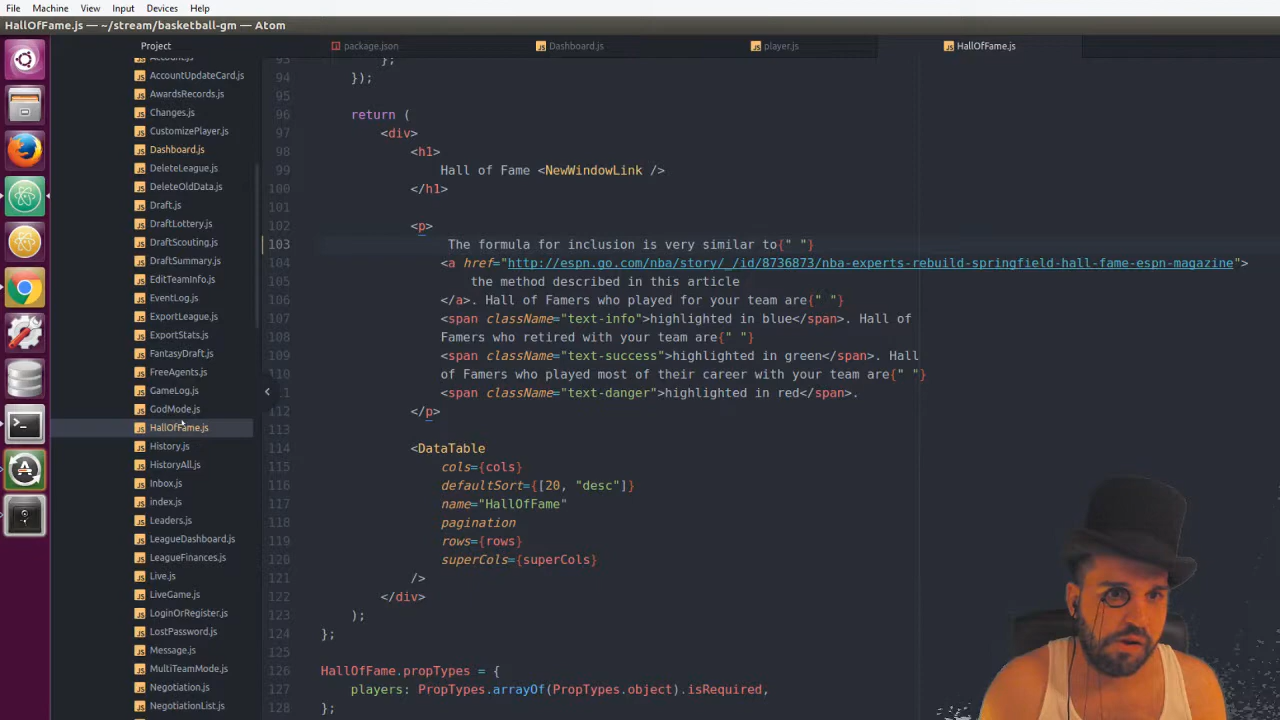 File Machine View Input Devices Help
HallOfFame.js — ~/stream/basketball-gm — Atom
Project
package.json
Dashboard.js
player.js
HallOfFame.js
Account.js
AccountUpdateCard.js
AwardsRecords.js
Changes.js
CustomizePlayer.js
Dashboard.js
DeleteLeague.js
DeleteOldData.js
Draft.js
DraftLottery.js
DraftScouting.js
DraftSummary.js
EditTeamInfo.js
EventLog.js
ExportLeague.js
ExportStats.js
FantasyDraft.js
FreeAgents.js
GameLog.js
GodMode.js
HallOfFame.js
History.js
HistoryAll.js
Inbox.js
index.js
Leaders.js
LeagueDashboard.js
LeagueFinances.js
Live.js
LiveGame.js
LoginOrRegister.js
LostPassword.js
Message.js
MultiTeamMode.js
Negotiation.js
NegotiationList.js
93 };
94 });
95
96 return (
97 <div>
98 <h1>
99 Hall of Fame <NewWindowLink />
100 </h1>
101
102 <p>
103 The formula for inclusion is very similar to{" "}
104 <a href="http://espn.go.com/nba/story/_/id/8736873/nba-experts-rebuild-springfield-hall-fame-espn-magazine">
105 the method described in this article
106 </a>. Hall of Famers who played for your team are{" "}
107 <span className="text-info">highlighted in blue</span>. Hall of
108 Famers who retired with your team are{" "}
109 <span className="text-success">highlighted in green</span>. Hall
110 of Famers who played most of their career with your team are{" "}
11 <span className="text-danger">highlighted in red</span>.
112 </p>
113
114 <DataTable
115 cols={cols}
116 defaultSort={[20, "desc"]}
117 name="HallOfFame"
118 pagination
119 rows={rows}
120 superCols={superCols}
121 />
122 </div>
123 );
124 };
125
126 HallOfFame.propTypes = {
127 players: PropTypes.arrayOf(PropTypes.object).isRequired,
128 };